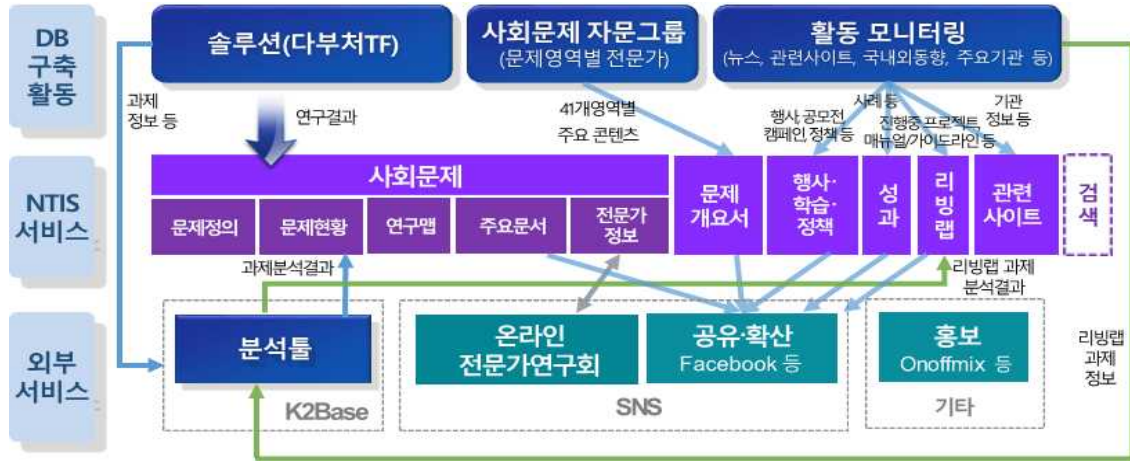 DB
구축
활동
솔루션(다부처TF)
사회문제 자문그룹
(문제영역별 전문가)
활동 모니터링
(뉴스, 관련사이트, 국내외동향, 주요기관 등)
과제
정보 등
연구결과
41개영역별
주요 콘텐츠
행사, 공모전
캠페인, 정책 등
사례 등
진행중 프로젝트
매뉴얼/가이드라인 등
기관
정보 등
NTIS
서비스
사회문제
문제정의
문제현황
연구맵
주요문서
전문가
정보
문제
개요서
행사·
학습·
정책
성
과
리
빙
랩
관련
사이트
검
색
과제분석결과
리빙랩 과제
분석결과
외부
서비스
분석툴
K2Base
온라인
전문가연구회
공유·확산
Facebook 등
SNS
홍보
Onoffmix 등
기타
리빙랩
과제
정보